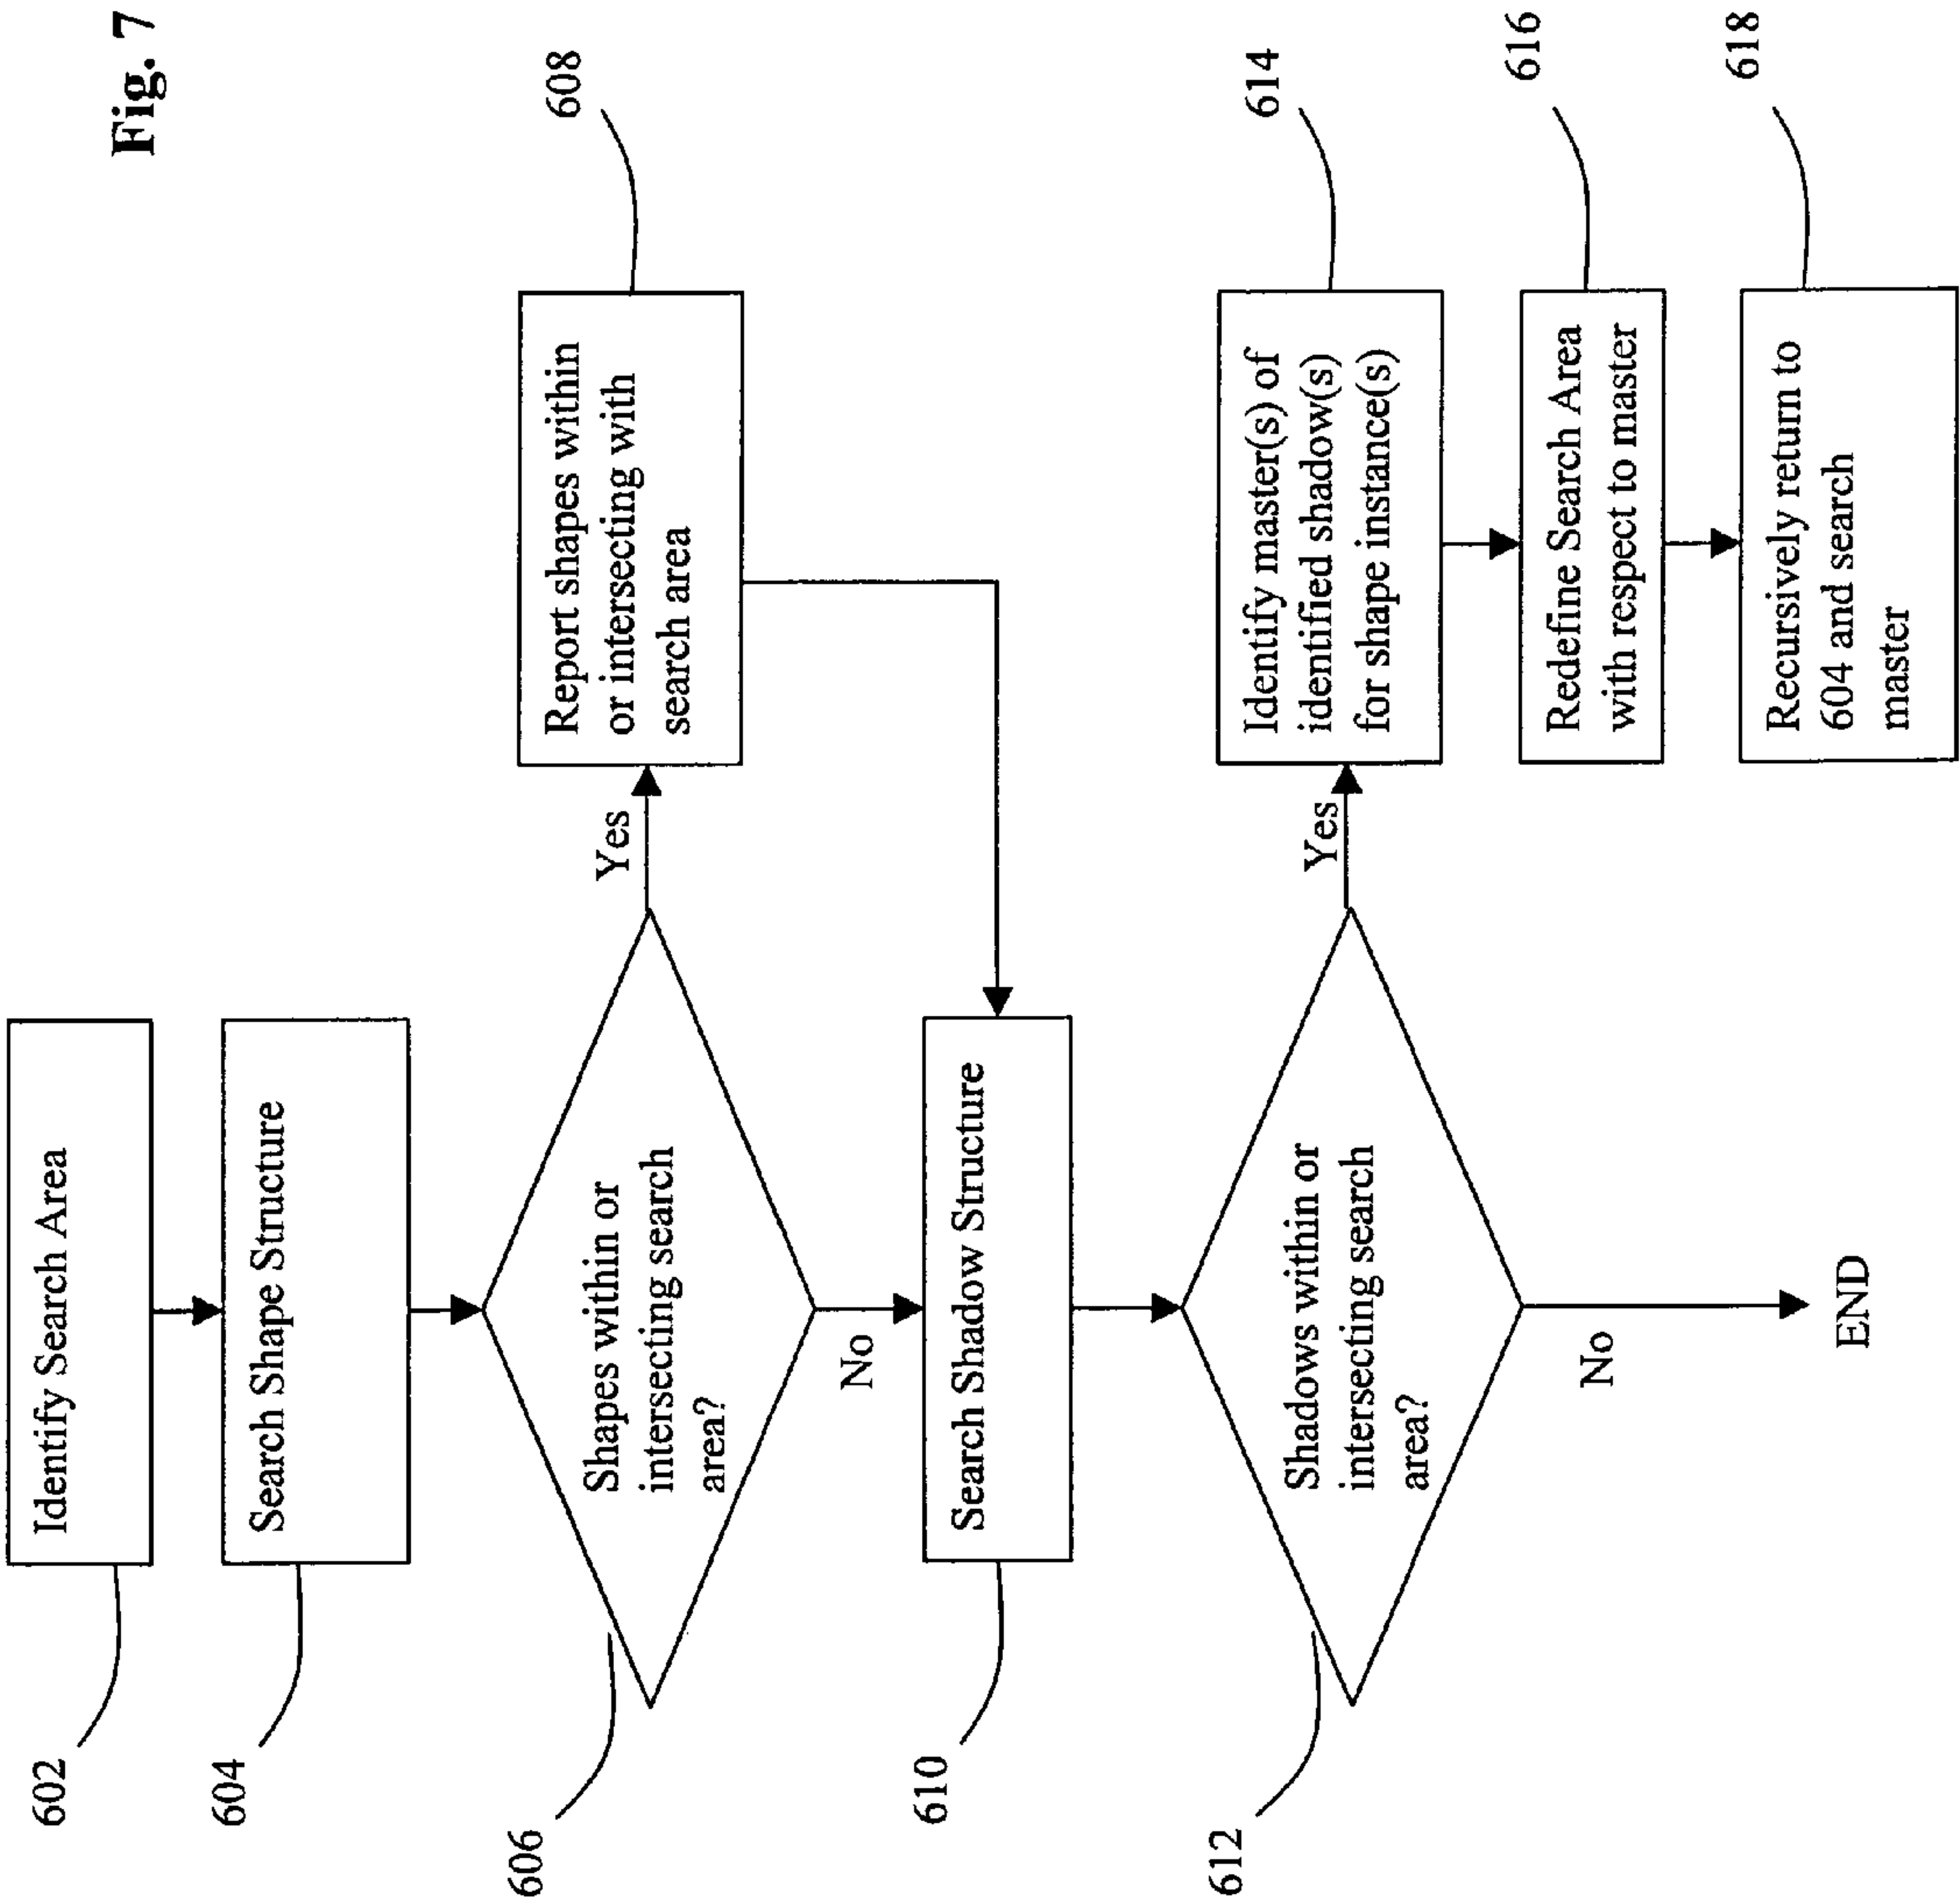 Fig. 7
602
Identify Search Area
604
Search Shape Structure
606
Shapes within or
intersecting search
area?
Yes
608
Report shapes within
or intersecting with
search area
No
610
Search Shadow Structure
612
Shadows within or
intersecting search
area?
Yes
614
Identify master(s) of
identified shadow(s)
for shape instance(s)
616
Redefine Search Area
with respect to master
618
Recursively return to
604 and search
master
No
END